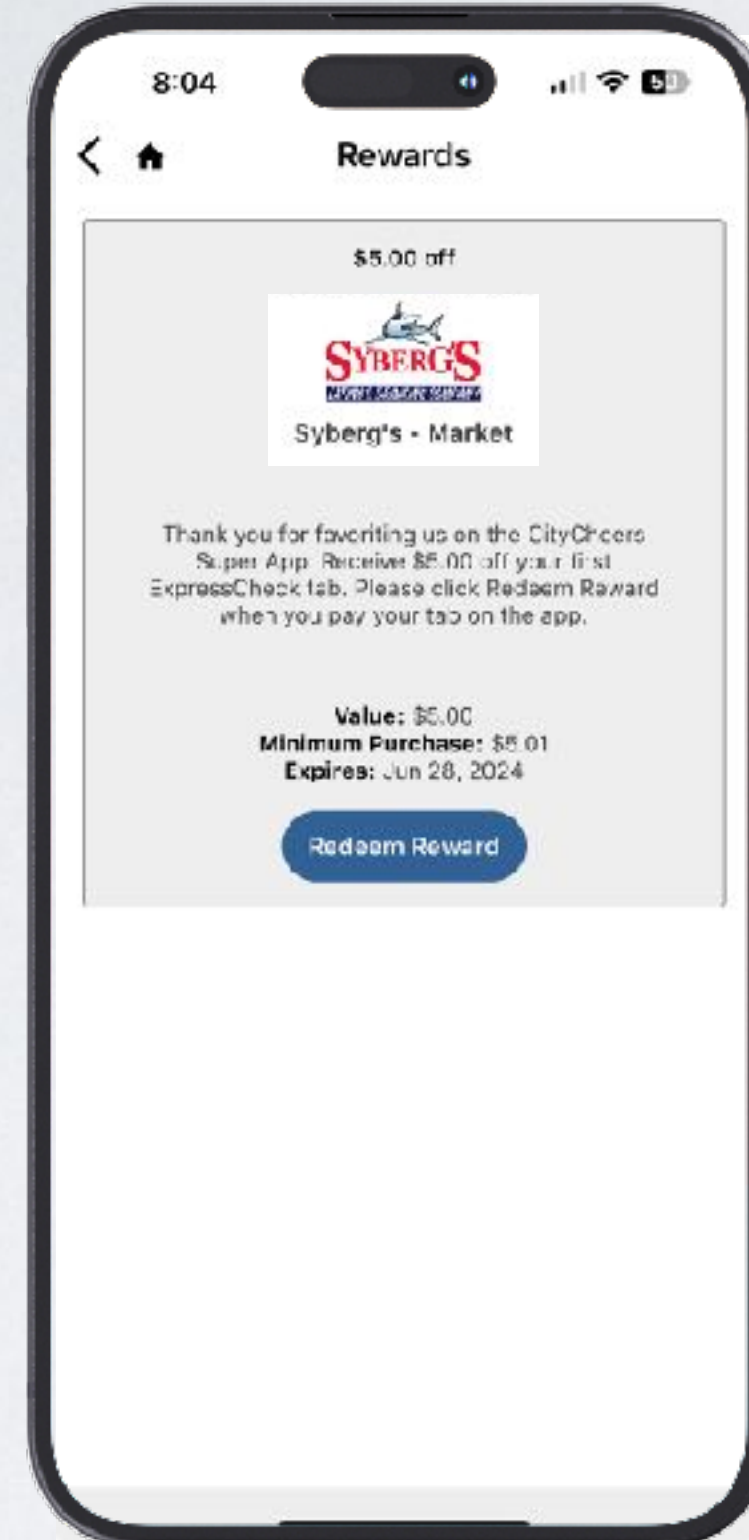 8:04
Rewards
$5.00 off
SYBERG'S
Syberg's - Market
Thank you for favoriting us on the CityCheers
Super App. Receive $5.00 off your first
ExpressCheck tab. Please click Redeem Reward
when you pay your tab on the app.
Value: $5.00
Minimum Purchase: $5.01
Expires: Jun 28, 2024
Redeem Reward